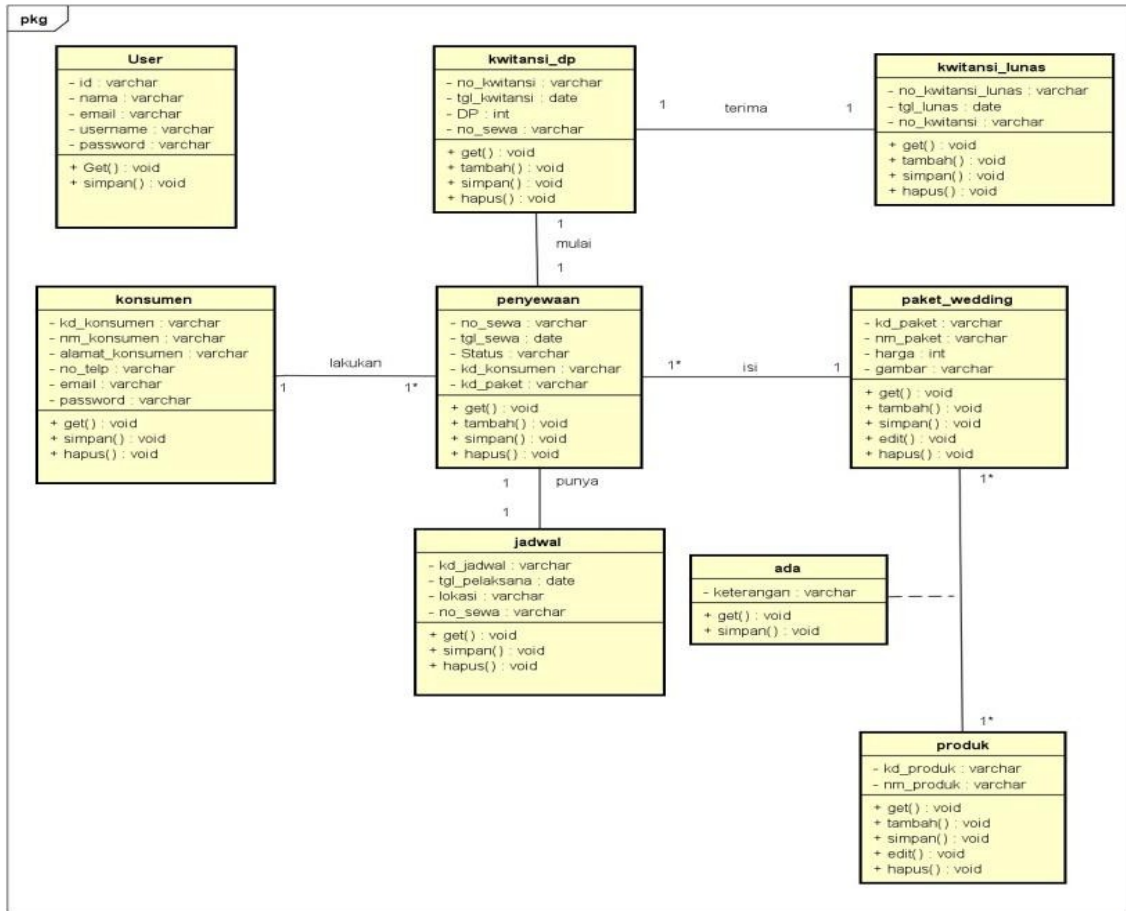 pkg
User
- id : varchar
- nama : varchar
- email : varchar
- username : varchar
- password : varchar
+ Get() : void
+ simpan() : void
kwitansi_dp
- no_kwitansi : varchar
- tgl_kwitansi : date
- DP : int
- no_sewa : varchar
+ get() : void
+ tambah() : void
+ simpan() : void
+ hapus() : void
1 terima 1
kwitansi_lunas
- no_kwitansi_lunas : varchar
- tgl_lunas : date
- no_kwitansi : varchar
+ get() : void
+ tambah() : void
+ simpan() : void
+ hapus() : void
1
mulai
1
konsumen
- kd_konsumen : varchar
- nm_konsumen : varchar
- alamat_konsumen : varchar
- no_telp : varchar
- email : varchar
- password : varchar
+ get() : void
+ simpan() : void
+ hapus() : void
lakukan
1 1*
penyewaan
- no_sewa : varchar
- tgl_sewa : date
- Status : varchar
- kd_konsumen : varchar
- kd_paket : varchar
+ get() : void
+ tambah() : void
+ simpan() : void
+ hapus() : void
1* isi 1
paket_wedding
- kd_paket : varchar
- nm_paket : varchar
- harga : int
- gambar : varchar
+ get() : void
+ tambah() : void
+ simpan() : void
+ edit() : void
+ hapus() : void
1 punya
1
1*
jadwal
- kd_jadwal : varchar
- tgl_pelaksana : date
- lokasi : varchar
- no_sewa : varchar
+ get() : void
+ simpan() : void
+ hapus() : void
ada
- keterangan : varchar
+ get() : void
+ simpan() : void
1*
produk
- kd_produk : varchar
- nm_produk : varchar
+ get() : void
+ tambah() : void
+ simpan() : void
+ edit() : void
+ hapus() : void